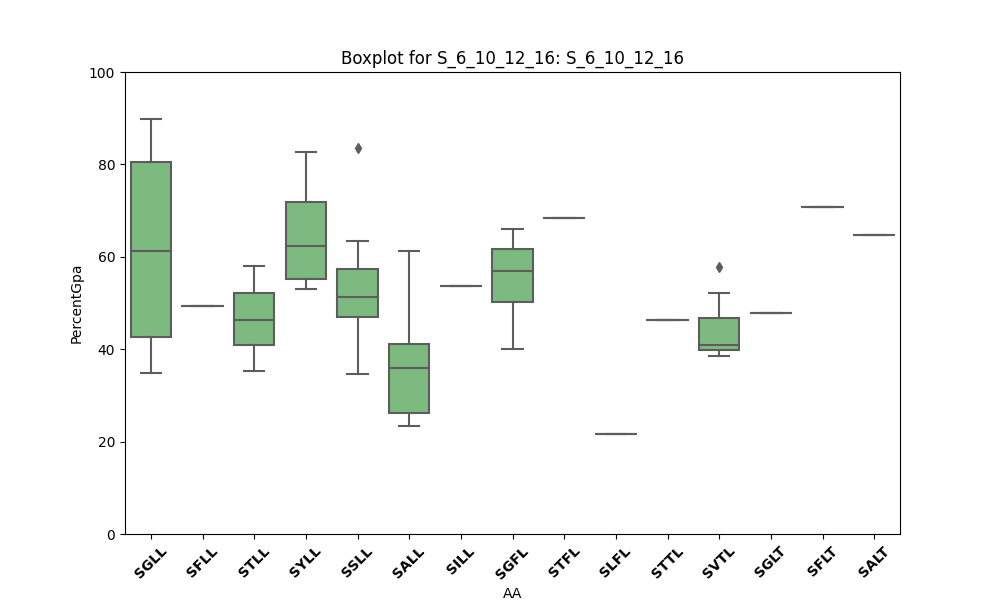 Boxplot for S_6_10_12_16: S_6_10_12_16
100
80
60
40
20
0
PercentGpa
SGLL SFLL STLL SYLL SSLL SALL SILL SGFL STFL SLFL STTL SVTL SGLT SFLT SALT
AA